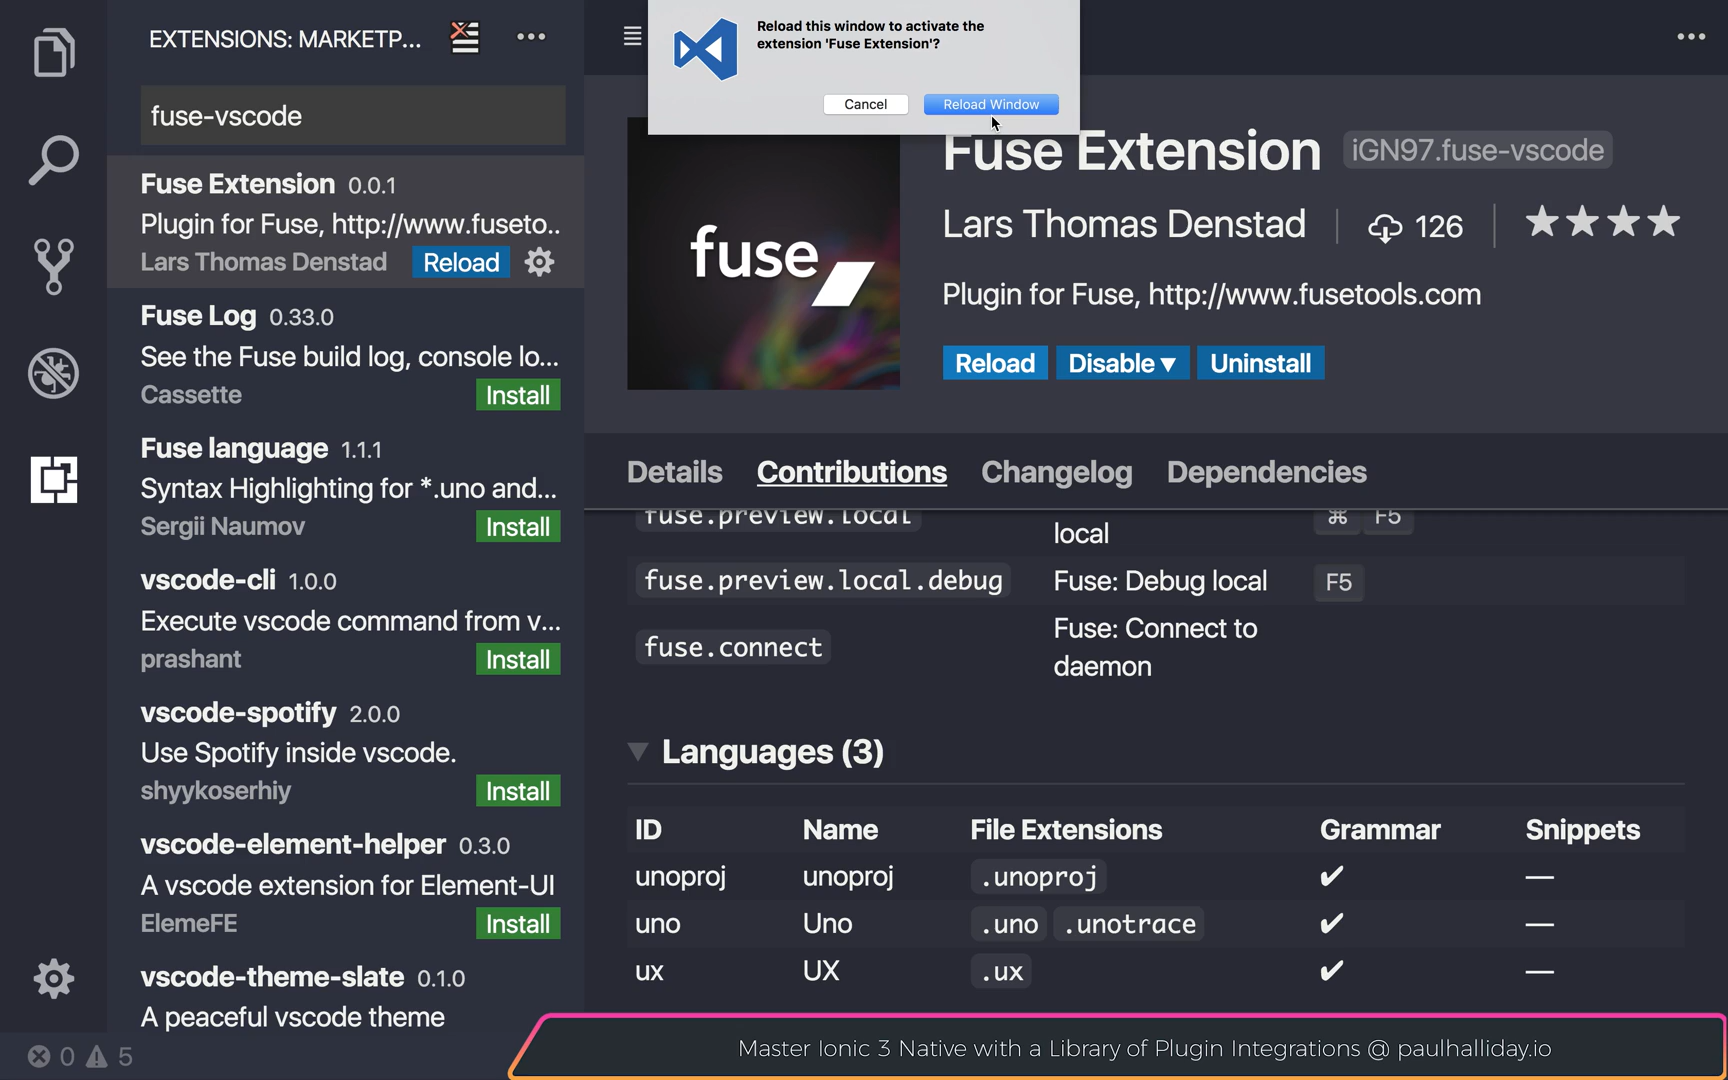 EXTENSIONS: MARKETP...
fuse-vscode
Fuse Extension 0.0.1
Plugin for Fuse, http://www.fuseto..
Lars Thomas Denstad Reload
Fuse Log 0.33.0
See the Fuse build log, console lo...
Cassette Install
Fuse language 1.1.1
Syntax Highlighting for *.uno and...
Sergii Naumov Install
vscode-cli 1.0.0
Execute vscode command from v...
prashant Install
vscode-spotify 2.0.0
Use Spotify inside vscode.
shyykoserhiy Install
vscode-element-helper 0.3.0
A vscode extension for Element-UI
ElemeFE Install
vscode-theme-slate 0.1.0
A peaceful vscode theme
0 5
Reload this window to activate the
extension 'Fuse Extension'?
Cancel Reload Window
fuse
Fuse Extension iGN97.fuse-vscode
Lars Thomas Denstad 126
Plugin for Fuse, http://www.fusetools.com
Reload Disable ▼ Uninstall
Details Contributions Changelog Dependencies
fuse.preview.local local ⌘ F5
fuse.preview.local.debug Fuse: Debug local F5
fuse.connect Fuse: Connect to
daemon
Languages (3)
ID Name File Extensions Grammar Snippets
unoproj unoproj .unoproj ✔ —
uno Uno .uno .unotrace ✔ —
ux UX .ux ✔ —
Master Ionic 3 Native with a Library of Plugin Integrations @ paulhalliday.io